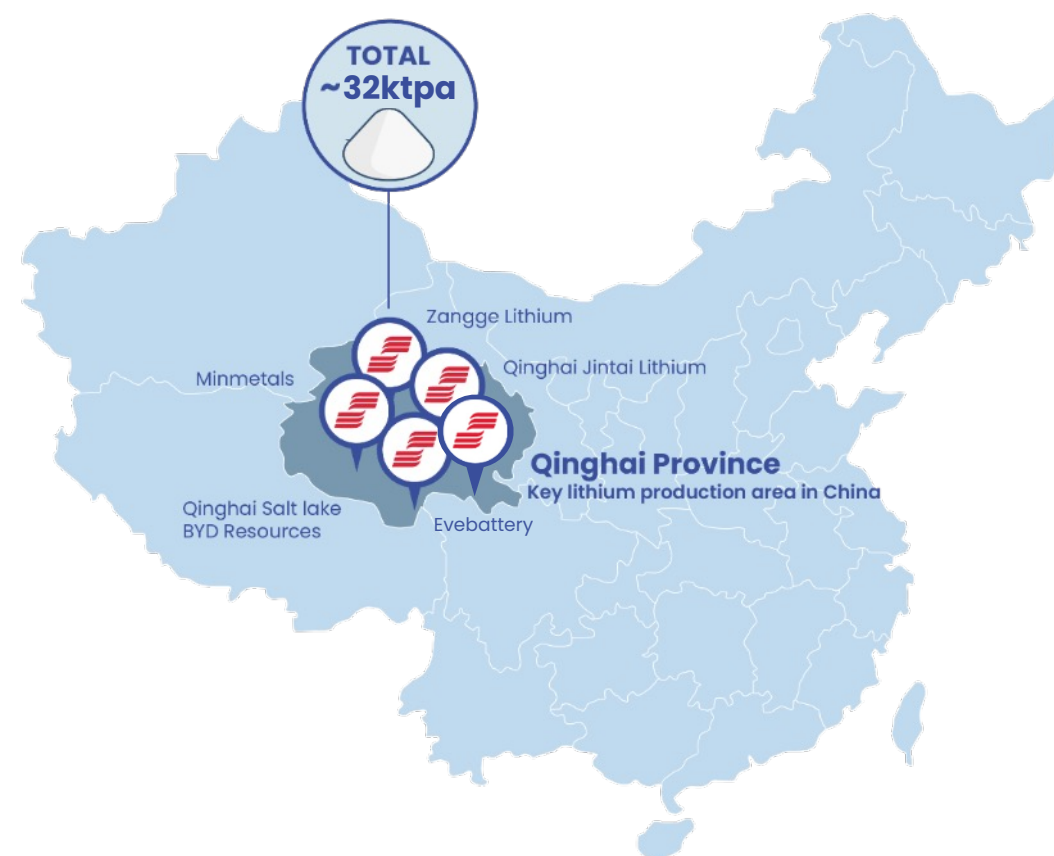 TOTAL
~32ktpa
Zangge Lithium
Qinghai Jintai Lithium
Minmetals
Qinghai Province
Key lithium production area in China
Qinghai Salt lake
BYD Resources
Evebattery